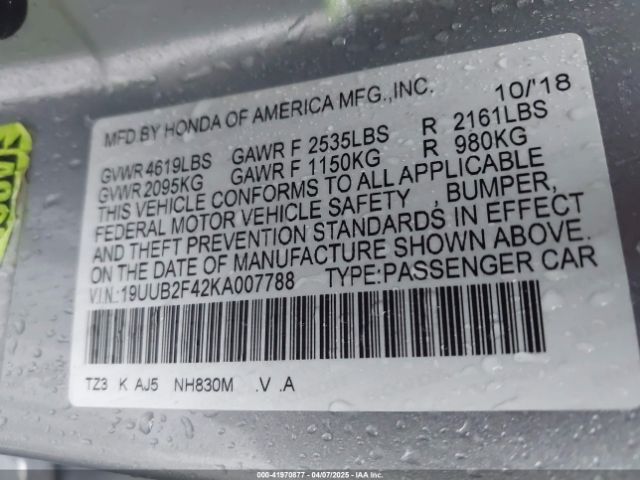 MFD.BY HONDA OF AMERICA MFG.,INC. 10/'18
GVWR 4619LBS GAWR F 2535LBS R 2161LBS
GVWR 2095KG GAWR F 1150KG R 980KG
THIS VEHICLE CONFORMS TO ALL APPLICABLE
FEDERAL MOTOR VEHICLE SAFETY , BUMPER,
AND THEFT PREVENTION STANDARDS IN EFFECT
ON THE DATE OF MANUFACTURE SHOWN ABOVE.
V.I.N.:19UUB2F42KA007788 TYPE:PASSENGER CAR
TZ3 K AJ5 NH830M .V .A
00-41970877 - 04/07/2025 - IAA Inc.